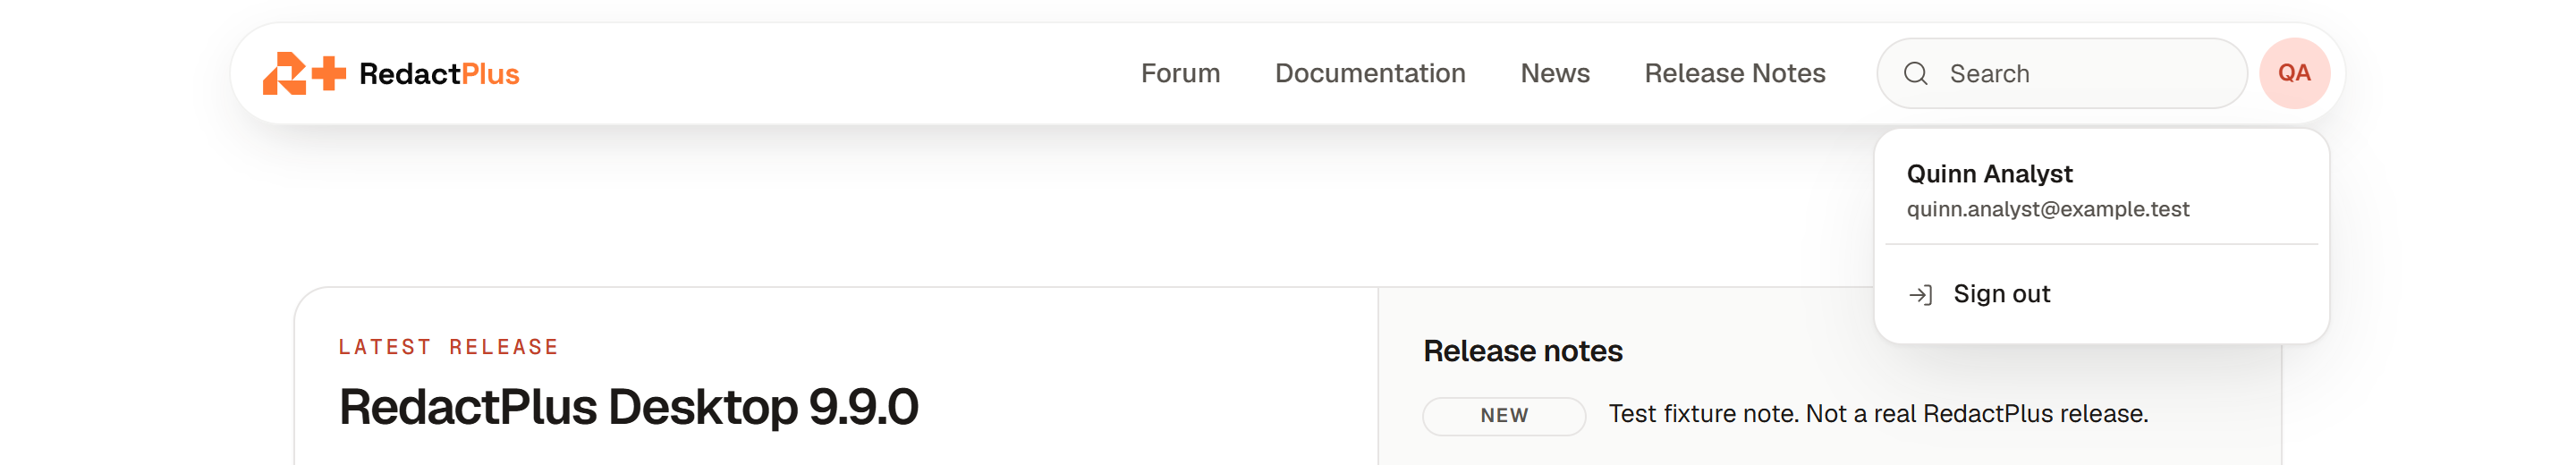 RedactPlus
Forum
Documentation
News
Release Notes
Search
QA
Quinn Analyst
quinn.analyst@example.test
Sign out
LATEST RELEASE
RedactPlus Desktop 9.9.0
Release notes
NEW
Test fixture note. Not a real RedactPlus release.